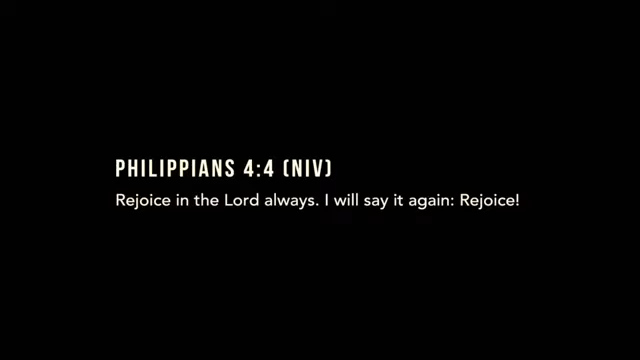 PHILIPPIANS 4:4 (NIV)
Rejoice in the Lord always. I will say it again: Rejoice!